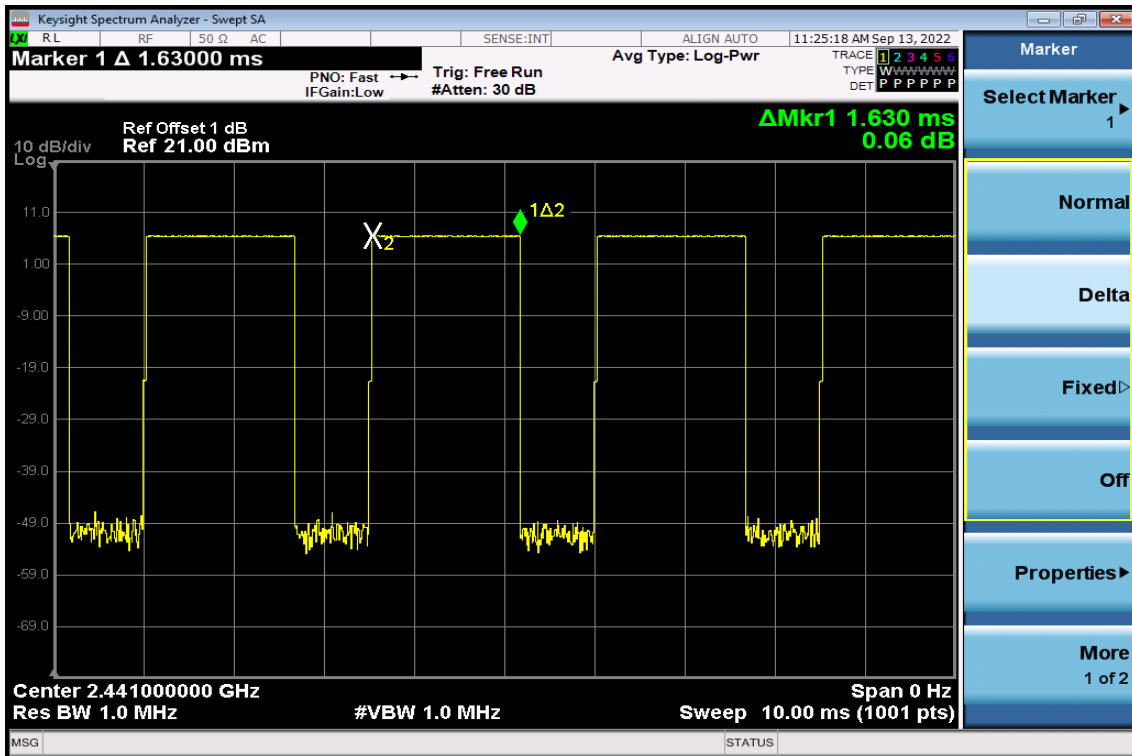 Keysight Spectrum Analyzer - Swept SA
LXI RL RF 50 Ω AC SENSE:INT ALIGN AUTO 11:25:18 AM Sep 13, 2022
Marker 1 Δ 1.63000 ms
PNO: Fast
IFGain:Low
Trig: Free Run
#Atten: 30 dB
Avg Type: Log-Pwr
TRACE 1 2 3 4 5 6
TYPE WWWWWW
DET P P P P P P
ΔMkr1 1.630 ms
0.06 dB
Ref Offset 1 dB
10 dB/div Ref 21.00 dBm
Log
11.0
1.00
-9.00
-19.0
-29.0
-39.0
-49.0
-59.0
-69.0
1Δ2
X2
Center 2.441000000 GHz
Span 0 Hz
Res BW 1.0 MHz
#VBW 1.0 MHz
Sweep 10.00 ms (1001 pts)
MSG
STATUS
Marker
Select Marker
1
Normal
Delta
Fixed
Off
Properties
More
1 of 2